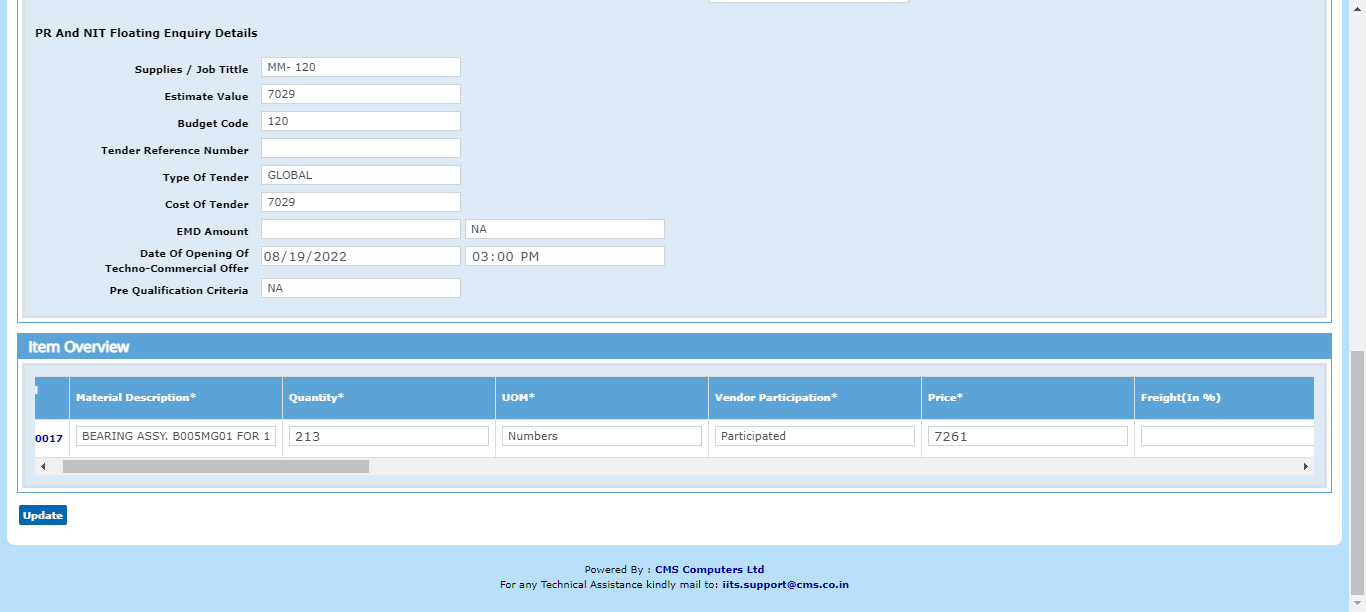 PR And NIT Floating Enquiry Details
Supplies / Job Tittle MM- 120
Estimate Value 7029
Budget Code 120
Tender Reference Number
Type Of Tender GLOBAL
Cost Of Tender 7029
EMD Amount NA
Date Of Opening Of
Techno-Commercial Offer 08/19/2022 03:00 PM
Pre Qualification Criteria NA
Item Overview
Material Description* Quantity* UOM* Vendor Participation* Price* Freight(In %)
0017 BEARING ASSY. B005MG01 FOR 1 213 Numbers Participated 7261
Update
Powered By : CMS Computers Ltd
For any Technical Assistance kindly mail to: iits.support@cms.co.in